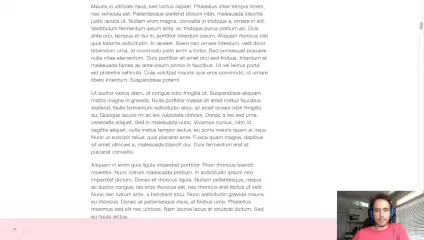 Mauris in ultricies risus, sed luctus sapien. Phasellus vitae tempor lorem,
nec vehicula est. Pellentesque eleifend dictum nibh, malesuada lobortis
justo iaculis ut. Nullam enim magna, convallis in tristique a, ornare in elit.
Vestibulum fermentum ipsum ante, ac tristique purus pretium ac. Duis
ante orci, tempus et dui in, porttitor interdum ipsum. Aliquam rhoncus nisl
quis lobortis sollicitudin. In laoreet, libero nec ornare interdum, velit dolor
bibendum urna, id commodo justo enim a tortor. Sed consequat posuere
nulla vitae elementum. Duis porttitor sit amet orci sed finibus. Interdum et
malesuada fames ac ante ipsum primis in faucibus. Ut vel lectus porta
est pharetra vehicula. Cras volutpat mauris quis eros commodo, id ornare
libero interdum. Suspendisse potenti.
Ut auctor varius diam, ut congue odio fringilla ut. Suspendisse aliquam
mattis magna in gravida. Nulla porttitor massa sit amet metus faucibus
eleifend. Nulla fermentum sollicitudin arcu, et ornare nibh fringilla
eu. Quisque iaculis mi ac leo vulputate ultrices. Donec a leo sed urna
venenatis aliquet. Sed in malesuada nunc. Vivamus cursus, nibh id
sagittis aliquet, nulla metus tempor lectus, eu porta mauris quam at risus.
Nunc ut suscipit tellus, quis placerat ante. Fusce quam magna, dapibus
sit amet ultricies a, malesuada blandit dui. Duis fermentum erat at
placerat convallis.
Aliquam in enim quis ligula imperdiet porttitor. Proin rhoncus blandit
molestie. Nunc rutrum malesuada pretium. In sollicitudin ipsum non
imperdiet dictum. Donec et rhoncus ligula. Nullam pellentesque, neque
ac auctor congue, leo eros rhoncus est, nec rhoncus erat lectus ut velit.
Nunc nec rutrum ante, a hendrerit arcu. Nunc sollicitudin gravida mauris
eu rhoncus. Donec mattis placerat risus, at finibus urna. Phasellus
maximus sed elit nec ultrices. Nam lacinia lacus at volutpat dictum. Sed
eu feugiat lectus.